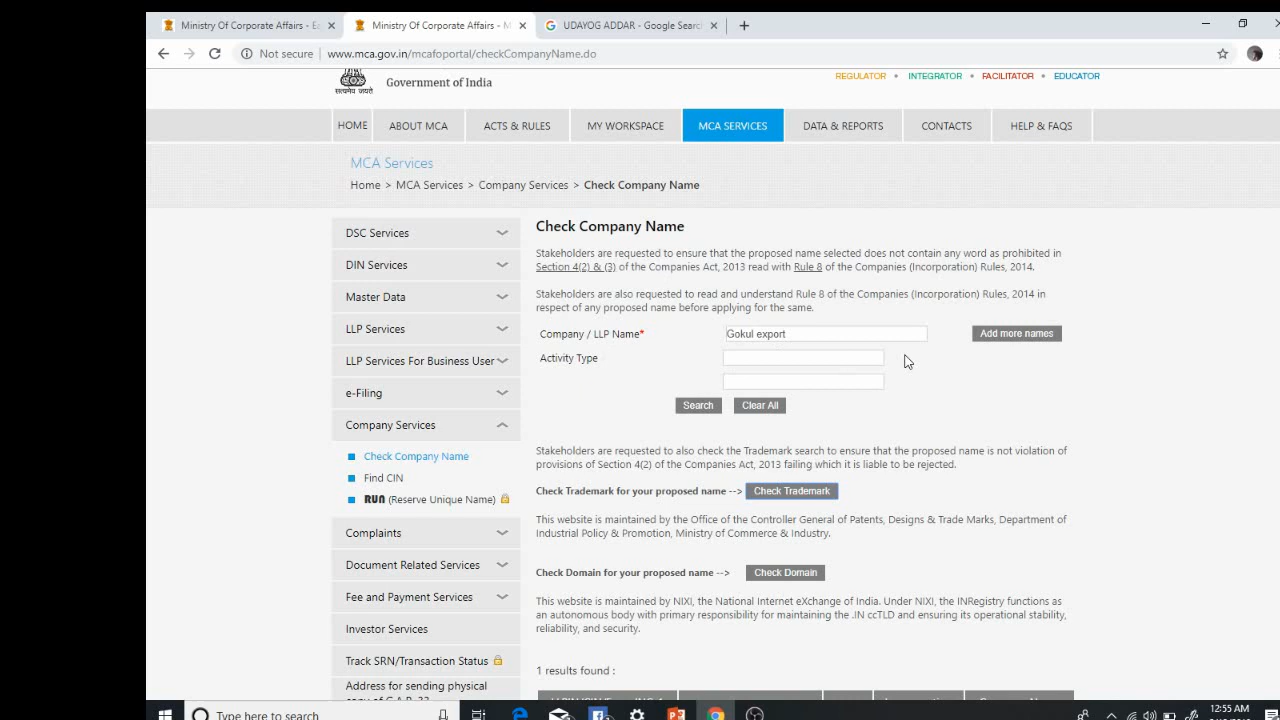 Ministry Of Corporate Affairs - Ea
Ministry Of Corporate Affairs - M
UDAYOG ADDAR - Google Search
Not secure
www.mca.gov.in/mcafoportal/checkCompanyName.do
सत्यमेव जयते
Government of India
REGULATOR • INTEGRATOR • FACILITATOR • EDUCATOR
HOME
ABOUT MCA
ACTS & RULES
MY WORKSPACE
MCA SERVICES
DATA & REPORTS
CONTACTS
HELP & FAQS
MCA Services
Home > MCA Services > Company Services > Check Company Name
DSC Services
DIN Services
Master Data
LLP Services
LLP Services For Business User
e-Filing
Company Services
Check Company Name
Find CIN
RUN (Reserve Unique Name)
Complaints
Document Related Services
Fee and Payment Services
Investor Services
Track SRN/Transaction Status
Address for sending physical
Check Company Name
Stakeholders are requested to ensure that the proposed name selected does not contain any word as prohibited in
Section 4(2) & (3) of the Companies Act, 2013 read with Rule 8 of the Companies (Incorporation) Rules, 2014.
Stakeholders are also requested to read and understand Rule 8 of the Companies (Incorporation) Rules, 2014 in
respect of any proposed name before applying for the same.
Company / LLP Name* Gokul export Add more names
Activity Type
Search Clear All
Stakeholders are requested to also check the Trademark search to ensure that the proposed name is not violation of
provisions of Section 4(2) of the Companies Act, 2013 failing which it is liable to be rejected.
Check Trademark for your proposed name --> Check Trademark
This website is maintained by the Office of the Controller General of Patents, Designs & Trade Marks, Department of
Industrial Policy & Promotion, Ministry of Commerce & Industry.
Check Domain for your proposed name --> Check Domain
This website is maintained by NIXI, the National Internet eXchange of India. Under NIXI, the INRegistry functions as
an autonomous body with primary responsibility for maintaining the .IN ccTLD and ensuring its operational stability,
reliability, and security.
1 results found :
Type here to search
12:55 AM